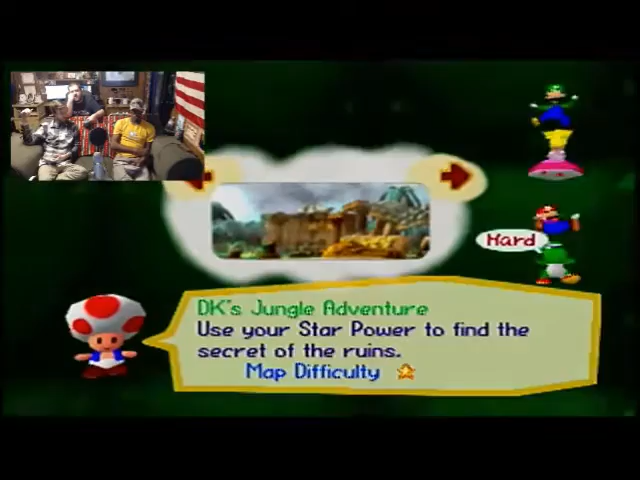 Hard
DK's Jungle Adventure
Use your Star Power to find the
secret of the ruins.
Map Difficulty